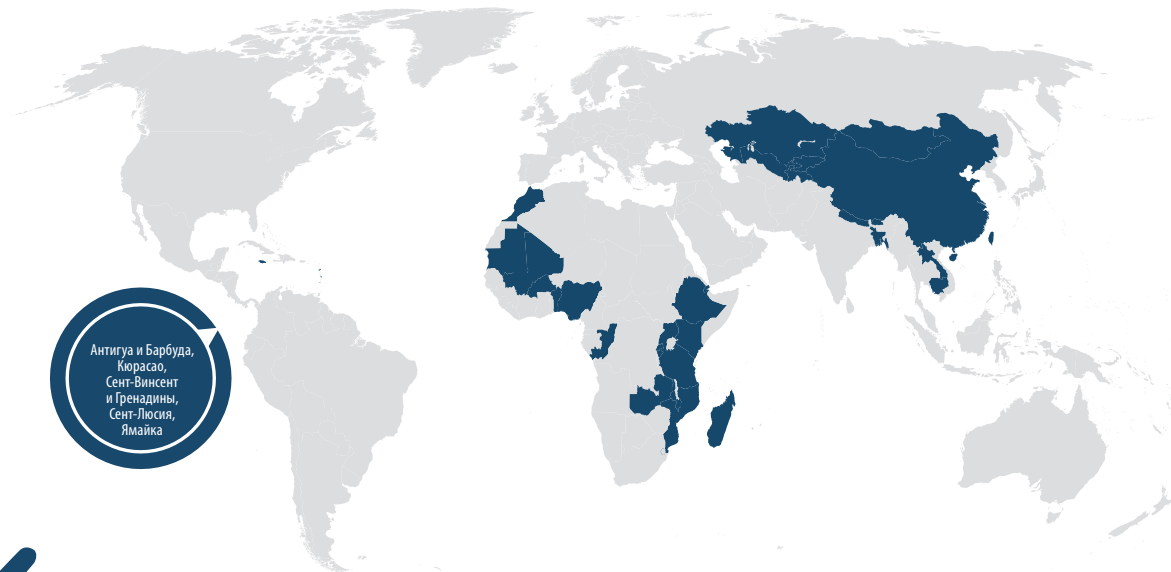 Антигуа и Барбуда,
Кюрасао,
Сент-Винсент
и Гренадины,
Сент-Люсия,
Ямайка